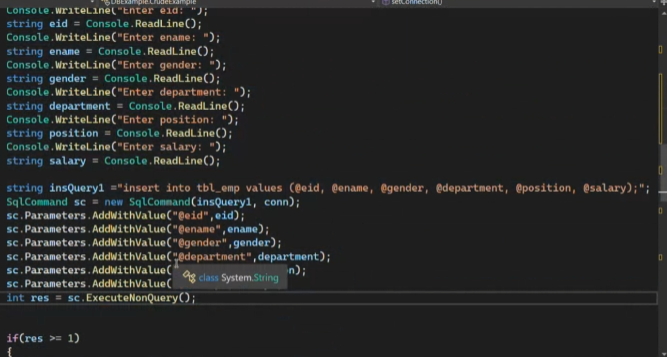 DbExample.CrudeExample setConnection()
Console.WriteLine("Enter eid: ");
string eid = Console.ReadLine();
Console.WriteLine("Enter ename: ");
string ename = Console.ReadLine();
Console.WriteLine("Enter gender: ");
string gender = Console.ReadLine();
Console.WriteLine("Enter department: ");
string department = Console.ReadLine();
Console.WriteLine("Enter position: ");
string position = Console.ReadLine();
Console.WriteLine("Enter salary: ");
string salary = Console.ReadLine();
string insQuery1 ="insert into tbl_emp values (@eid, @ename, @gender, @department, @position, @salary);";
SqlCommand sc = new SqlCommand(insQuery1, conn);
sc.Parameters.AddWithValue("@eid",eid);
sc.Parameters.AddWithValue("@ename",ename);
sc.Parameters.AddWithValue("@gender",gender);
sc.Parameters.AddWithValue("@department",department);
sc.Parameters.AddWithValue( on);
sc.Parameters.AddWithValue(
class System.String
int res = sc.ExecuteNonQuery();
if(res >= 1)
{